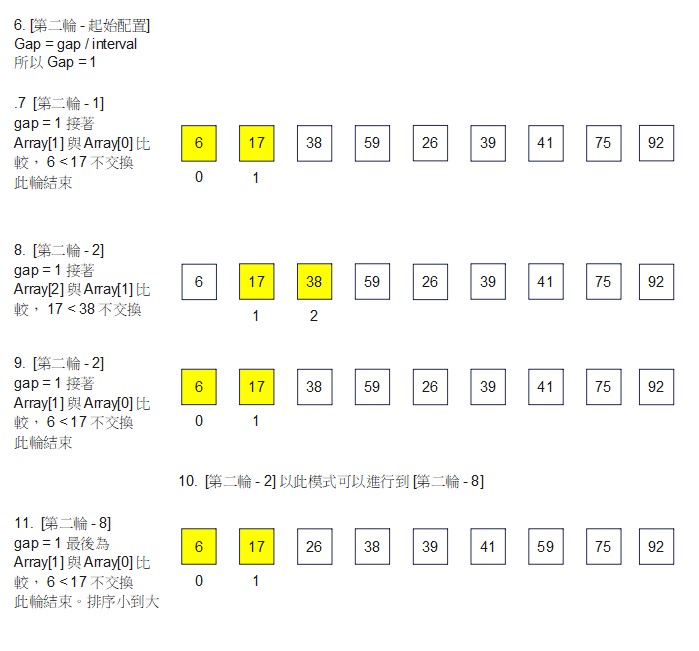 6. [第二輪 - 起始配置]
Gap = gap / interval
所以 Gap = 1
.7 [第二輪 - 1]
gap = 1 接著
Array[1] 與 Array[0] 比
較， 6 < 17 不交換
此輪結束
6 17 38 59 26 39 41 75 92
0 1
8. [第二輪 - 2]
gap = 1 接著
Array[2] 與 Array[1] 比
較， 17 < 38 不交換
6 17 38 59 26 39 41 75 92
1 2
9. [第二輪 - 2]
gap = 1 接著
Array[1] 與 Array[0] 比
較， 6 < 17 不交換
此輪結束
6 17 38 59 26 39 41 75 92
0 1
10. [第二輪 - 2] 以此模式可以進行到 [第二輪 - 8]
11. [第二輪 - 8]
gap = 1 最後為
Array[1] 與 Array[0] 比
較， 6 < 17 不交換
此輪結束。排序小到大
6 17 26 38 39 41 59 75 92
0 1